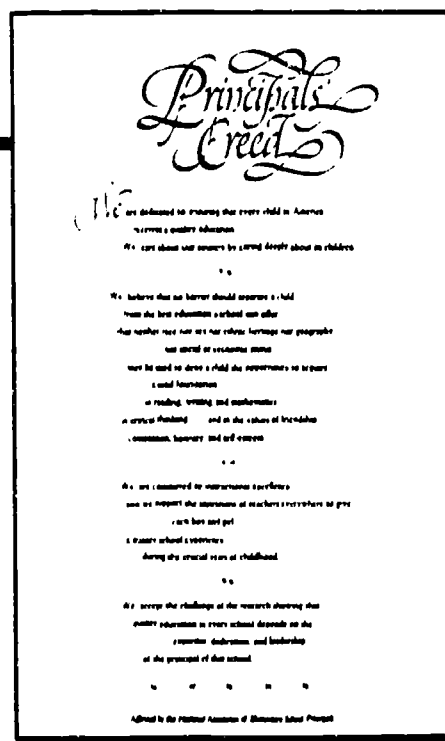 Principals'
Creed
We are dedicated to ensuring that every child in America
receives a quality education.
We care about our country by caring deeply about its children.
We believe that no barrier should separate a child
from the best education a school can offer
that neither race nor sex nor ethnic heritage nor geography
nor social or economic status
may be used to deny a child the opportunity to acquire
a solid foundation
in reading, writing and mathematics
in critical thinking and in the values of friendship
compassion, honesty and self esteem
We are committed to instructional excellence
and we support the of teachers everywhere to give
each boy and girl
a quality school experience
during the crucial years of childhood.
We accept the challenge of the research showing that
quality education in every school depends on the
expertise, dedication, and leadership
of the principal of that school.
Affirmed by the National Association of Elementary School Principals